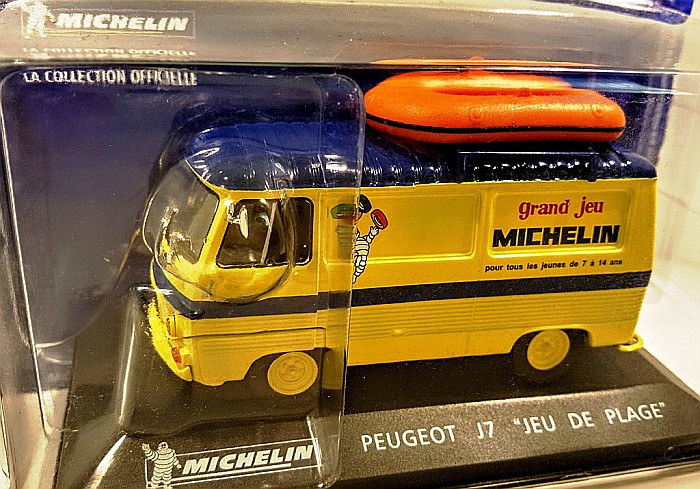 MICHELIN
LA COLLECTION OFFICIELLE
LA COLLECTION OFFICIELLE
grand jeu
MICHELIN
pour tous les jeunes de 7 à 14 ans
PEUGEOT J7 "JEU DE PLAGE"
MICHELIN